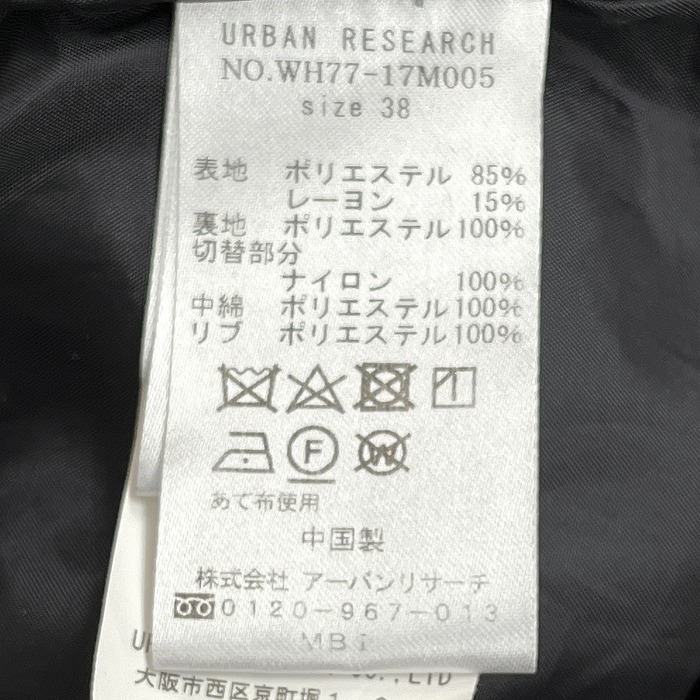 URBAN RESEARCH
NO.WH77-17M005
size 38
表地 ポリエステル 85%
レーヨン 15%
裏地 ポリエステル 100%
切替部分
ナイロン 100%
中綿 ポリエステル 100%
リブ ポリエステル 100%
F
W
あて布使用
中国製
株式会社 アーバンリサーチ
0120-967-013
MBI
CO.,LTD
大阪市西区京町堀1